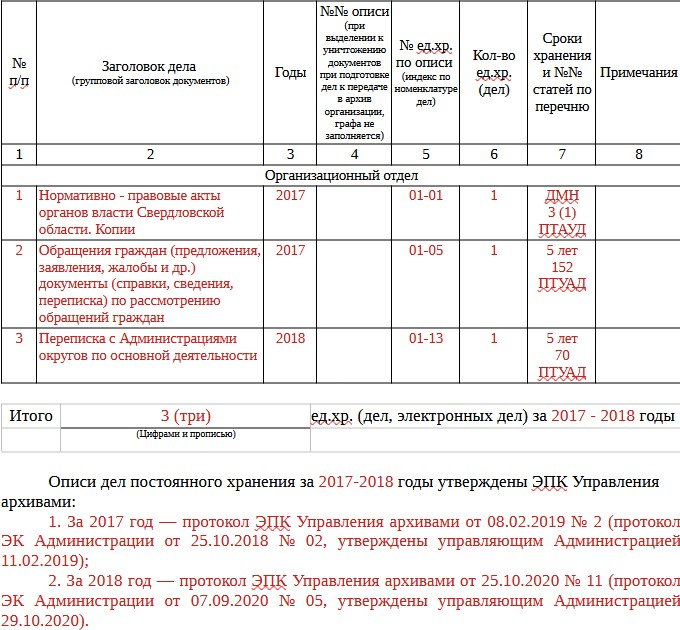 № п/п
Заголовок дела
(групповой заголовок документов)
Годы
№№ описи
(при
выделении к
уничтожению
документов
при подготовке
дел к передаче
в архив
организации,
графа не
заполняется)
№ ед.хр.
по описи
(индекс по
номенклатуре
дел)
Кол-во
ед.хр.
(дел)
Сроки
хранения
и №№
статей по
перечню
Примечания
1 2 3 4 5 6 7 8
Организационный отдел
1 Нормативно - правовые акты 2017 01-01 1 ДМН
органов власти Свердловской 3 (1)
области. Копии ПТАУД
2 Обращения граждан (предложения, 2017 01-05 1 5 лет
заявления, жалобы и др.) 152
документы (справки, сведения, ПТУАД
переписка) по рассмотрению
обращений граждан
3 Переписка с Администрациями 2018 01-13 1 5 лет
округов по основной деятельности 70
ПТУАД
Итого 3 (три) ед.хр. (дел, электронных дел) за 2017 - 2018 годы
(Цифрами и прописью)
Описи дел постоянного хранения за 2017-2018 годы утверждены ЭПК Управления
архивами:
1. За 2017 год — протокол ЭПК Управления архивами от 08.02.2019 № 2 (протокол
ЭК Администрации от 25.10.2018 № 02, утверждены управляющим Администрацией
11.02.2019);
2. За 2018 год — протокол ЭПК Управления архивами от 25.10.2020 № 11 (протокол
ЭК Администрации от 07.09.2020 № 05, утверждены управляющим Администрацией
29.10.2020).